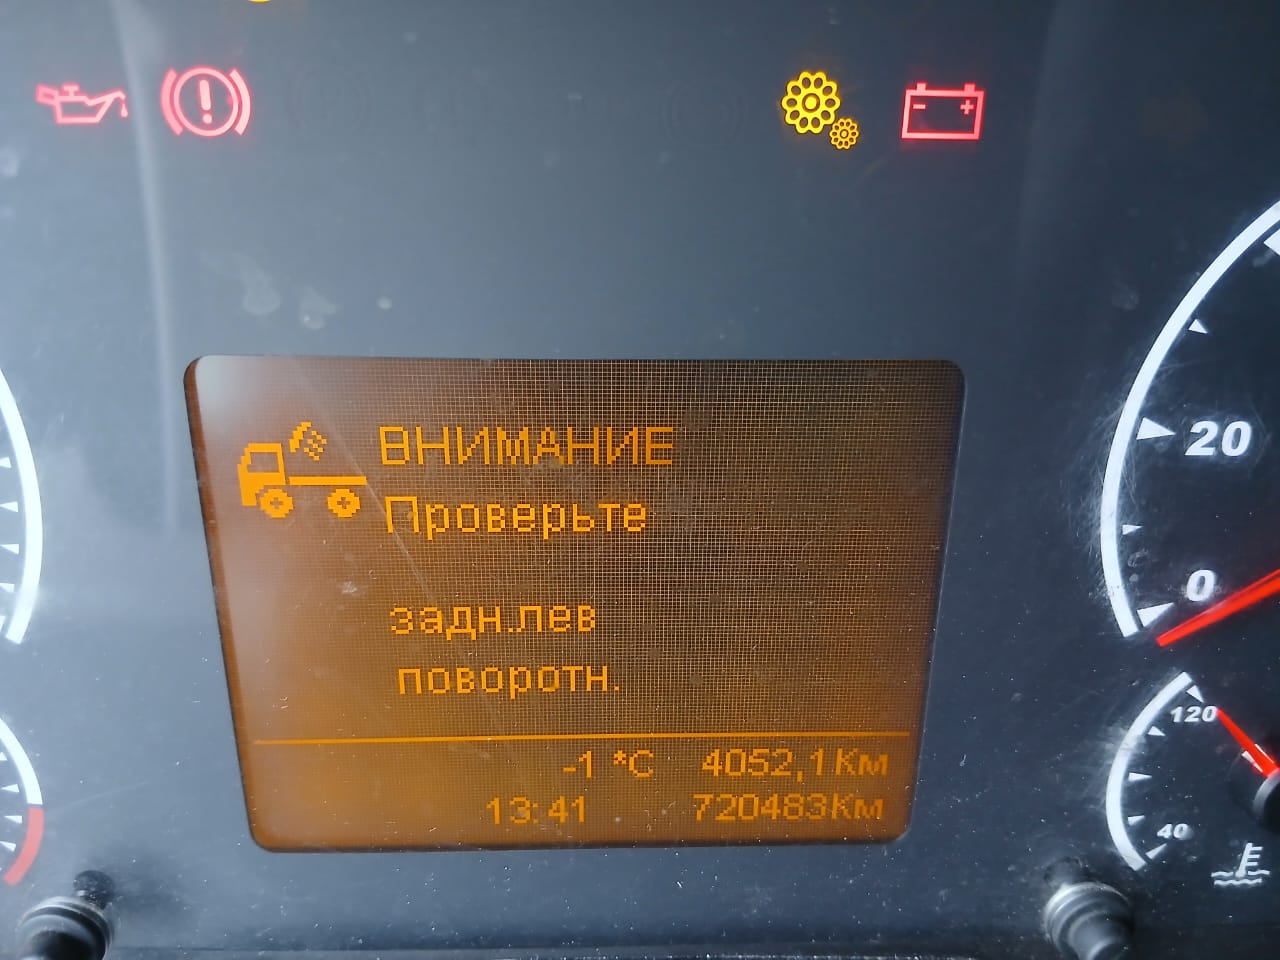 ВНИМАНИЕ
Проверьте
задн.лев
поворотн.
-1 °C 4052,1Км
13:41 720483Км
20
0
120
40